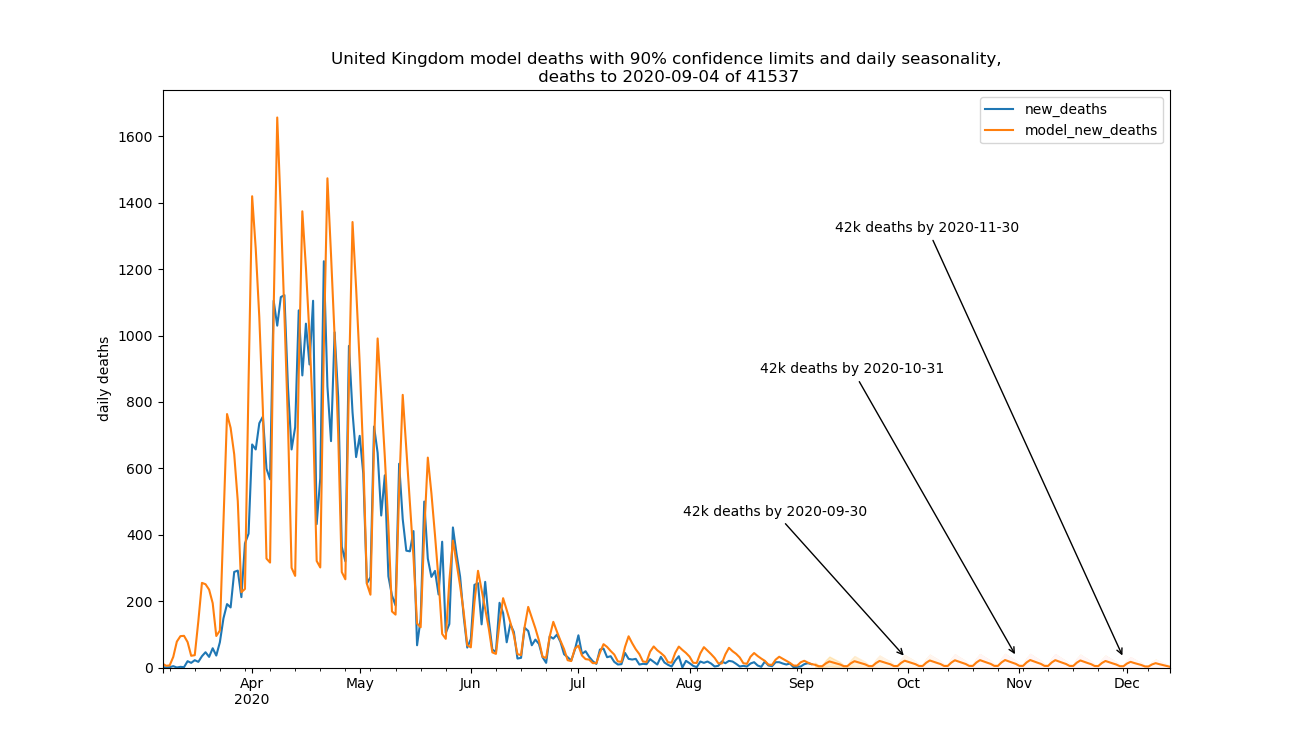 United Kingdom model deaths with 90% confidence limits and daily seasonality,
deaths to 2020-09-04 of 41537
new_deaths
model_new_deaths
daily deaths
1600
1400
1200
1000
800
600
400
200
0
42k deaths by 2020-11-30
42k deaths by 2020-10-31
42k deaths by 2020-09-30
Apr May Jun Jul Aug Sep Oct Nov Dec
2020